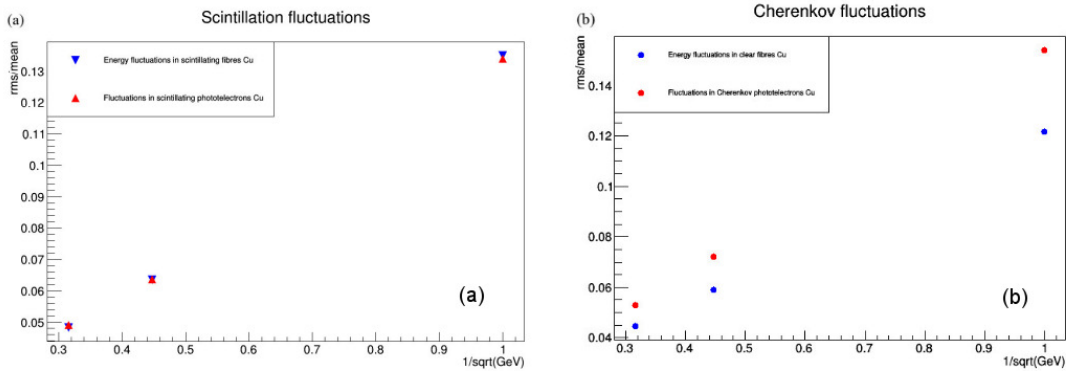 (a)
Scintillation fluctuations
rms/mean
Energy fluctuations in scintillating fibres Cu
Fluctuations in scintillating phototelectrons Cu
0.13
0.12
0.11
0.1
0.09
0.08
0.07
0.06
0.05
(a)
0.3 0.4 0.5 0.6 0.7 0.8 0.9 1
1/sqrt(GeV)
(b)
Cherenkov fluctuations
rms/mean
Energy fluctuations in clear fibres Cu
Fluctuations in Cherenkov phototelectrons Cu
0.14
0.12
0.1
0.08
0.06
0.04
(b)
0.3 0.4 0.5 0.6 0.7 0.8 0.9 1
1/sqrt(GeV)